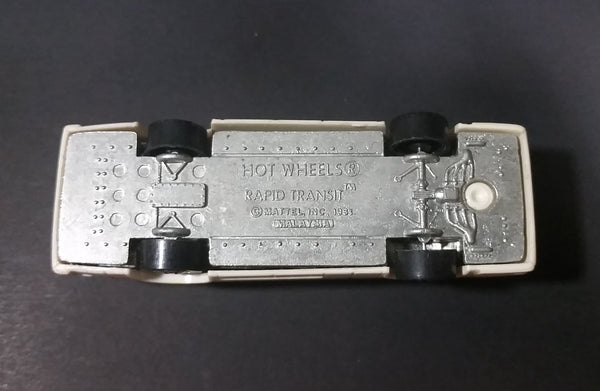 HOT WHEELS®
RAPID TRANSIT™
© MATTEL, INC. 1981
MALAYSIA